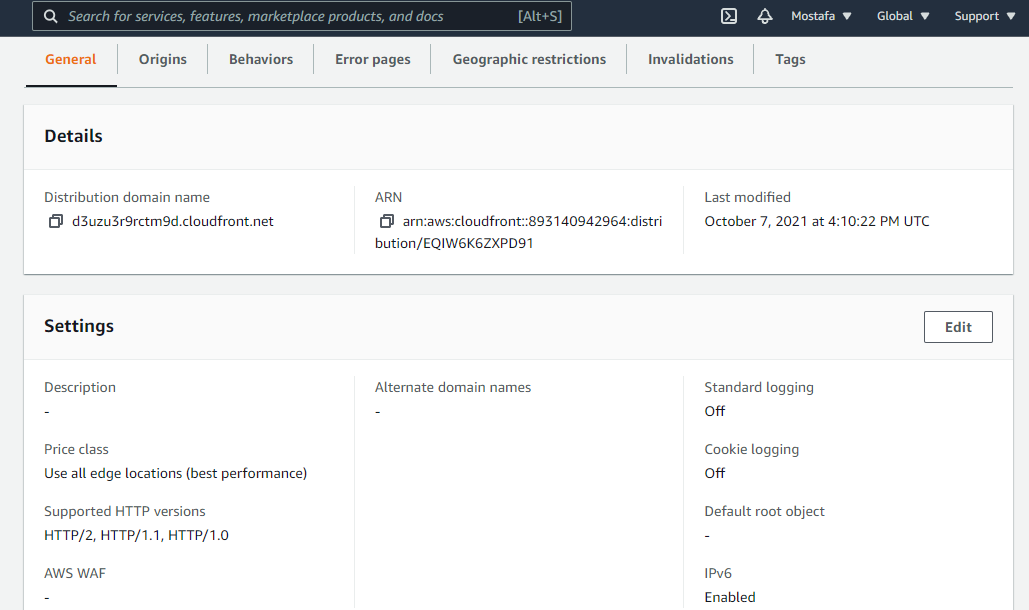 Search for services, features, marketplace products, and docs [Alt+S] Mostafa Global Support
General Origins Behaviors Error pages Geographic restrictions Invalidations Tags
Details
Distribution domain name
d3uzu3r9rctm9d.cloudfront.net
ARN
arn:aws:cloudfront::893140942964:distri
bution/EQIW6K6ZXPD91
Last modified
October 7, 2021 at 4:10:22 PM UTC
Settings
Edit
Description
-
Price class
Use all edge locations (best performance)
Supported HTTP versions
HTTP/2, HTTP/1.1, HTTP/1.0
AWS WAF
-
Alternate domain names
-
Standard logging
Off
Cookie logging
Off
Default root object
-
IPv6
Enabled